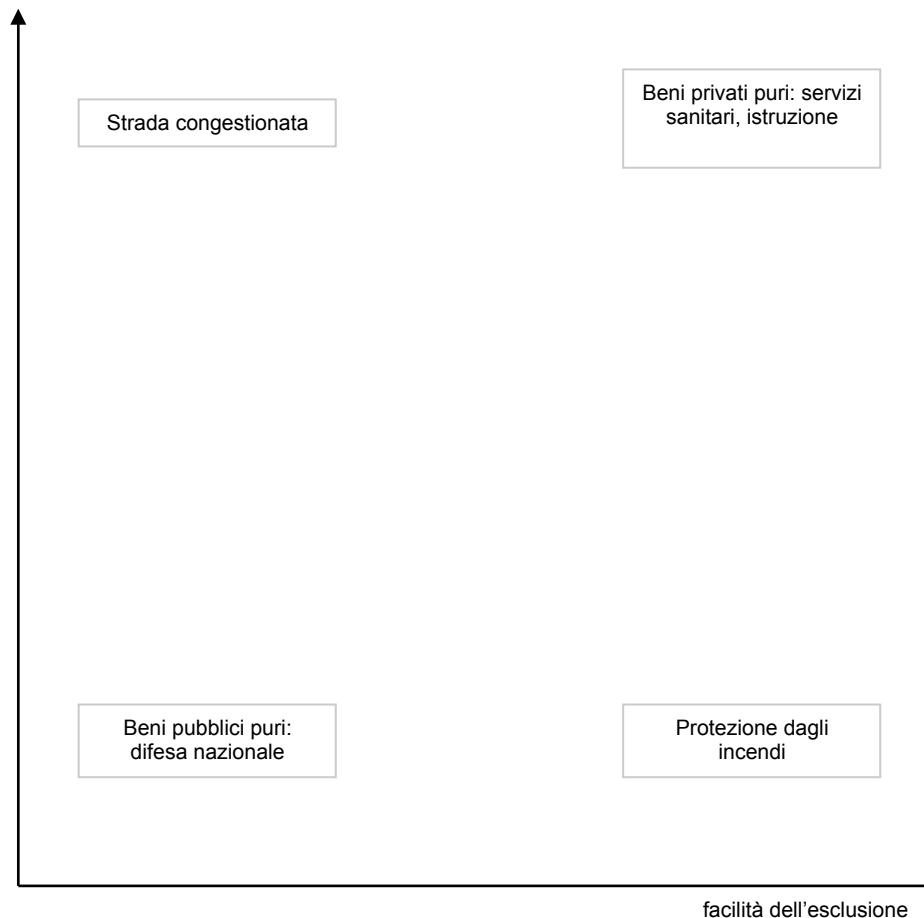 Strada congestionata
Beni privati puri: servizi
sanitari, istruzione
Beni pubblici puri:
difesa nazionale
Protezione dagli
incendi
facilità dell'esclusione